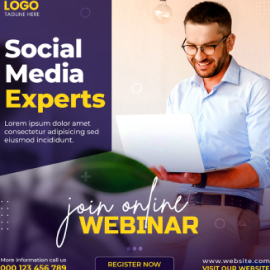 LOGO
TAGLINE HERE
Social
Media
Experts
Lorem ipsum dolor amet
consectetur adipiscing sed
eiusmod incididunt.
join online
WEBINAR
More information call us
000 123 456 789
REGISTER NOW
www.website.com
VISIT OUR WEBSITE